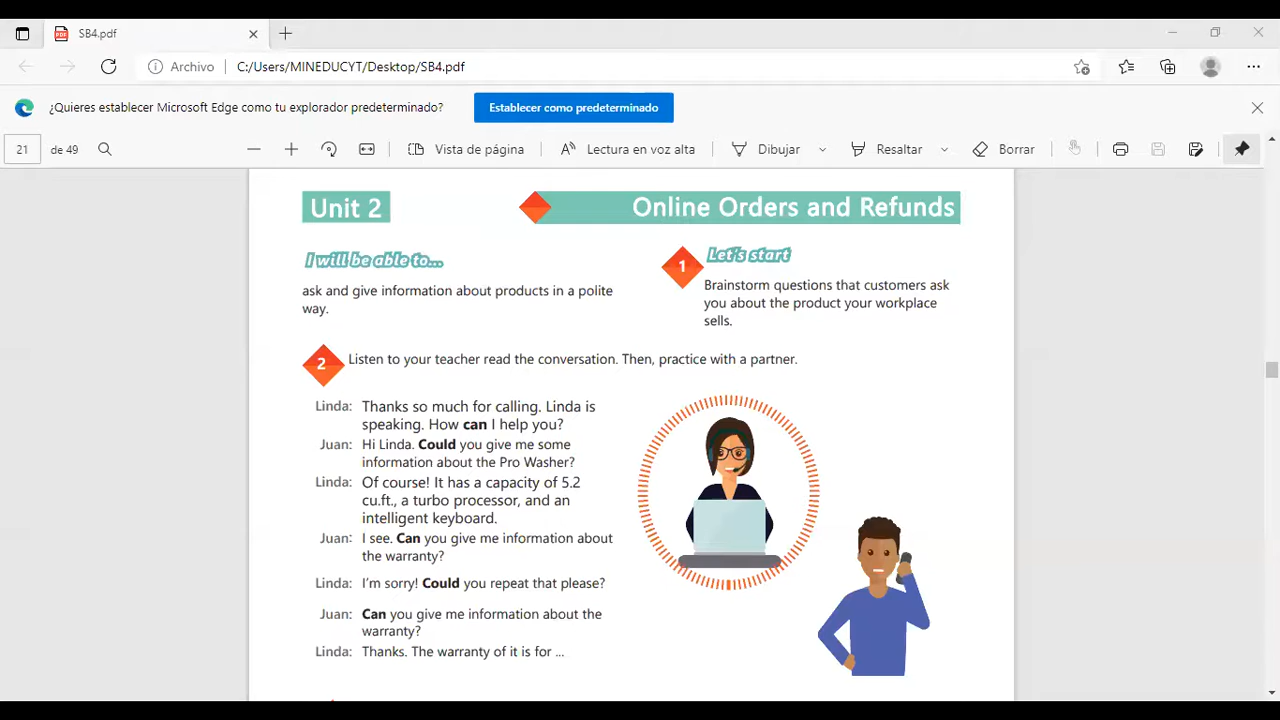 SB4.pdf
Archivo C:/Users/MINEDUCYT/Desktop/SB4.pdf
¿Quieres establecer Microsoft Edge como tu explorador predeterminado? Establecer como predeterminado
21 de 49 Vista de página Lectura en voz alta Dibujar Resaltar Borrar
Unit 2
Online Orders and Refunds
I will be able to...
ask and give information about products in a polite
way.
1 Let's start
Brainstorm questions that customers ask
you about the product your workplace
sells.
2 Listen to your teacher read the conversation. Then, practice with a partner.
Linda: Thanks so much for calling. Linda is
speaking. How can I help you?
Juan: Hi Linda. Could you give me some
information about the Pro Washer?
Linda: Of course! It has a capacity of 5.2
cu.ft., a turbo processor, and an
intelligent keyboard.
Juan: I see. Can you give me information about
the warranty?
Linda: I'm sorry! Could you repeat that please?
Juan: Can you give me information about the
warranty?
Linda: Thanks. The warranty of it is for ...